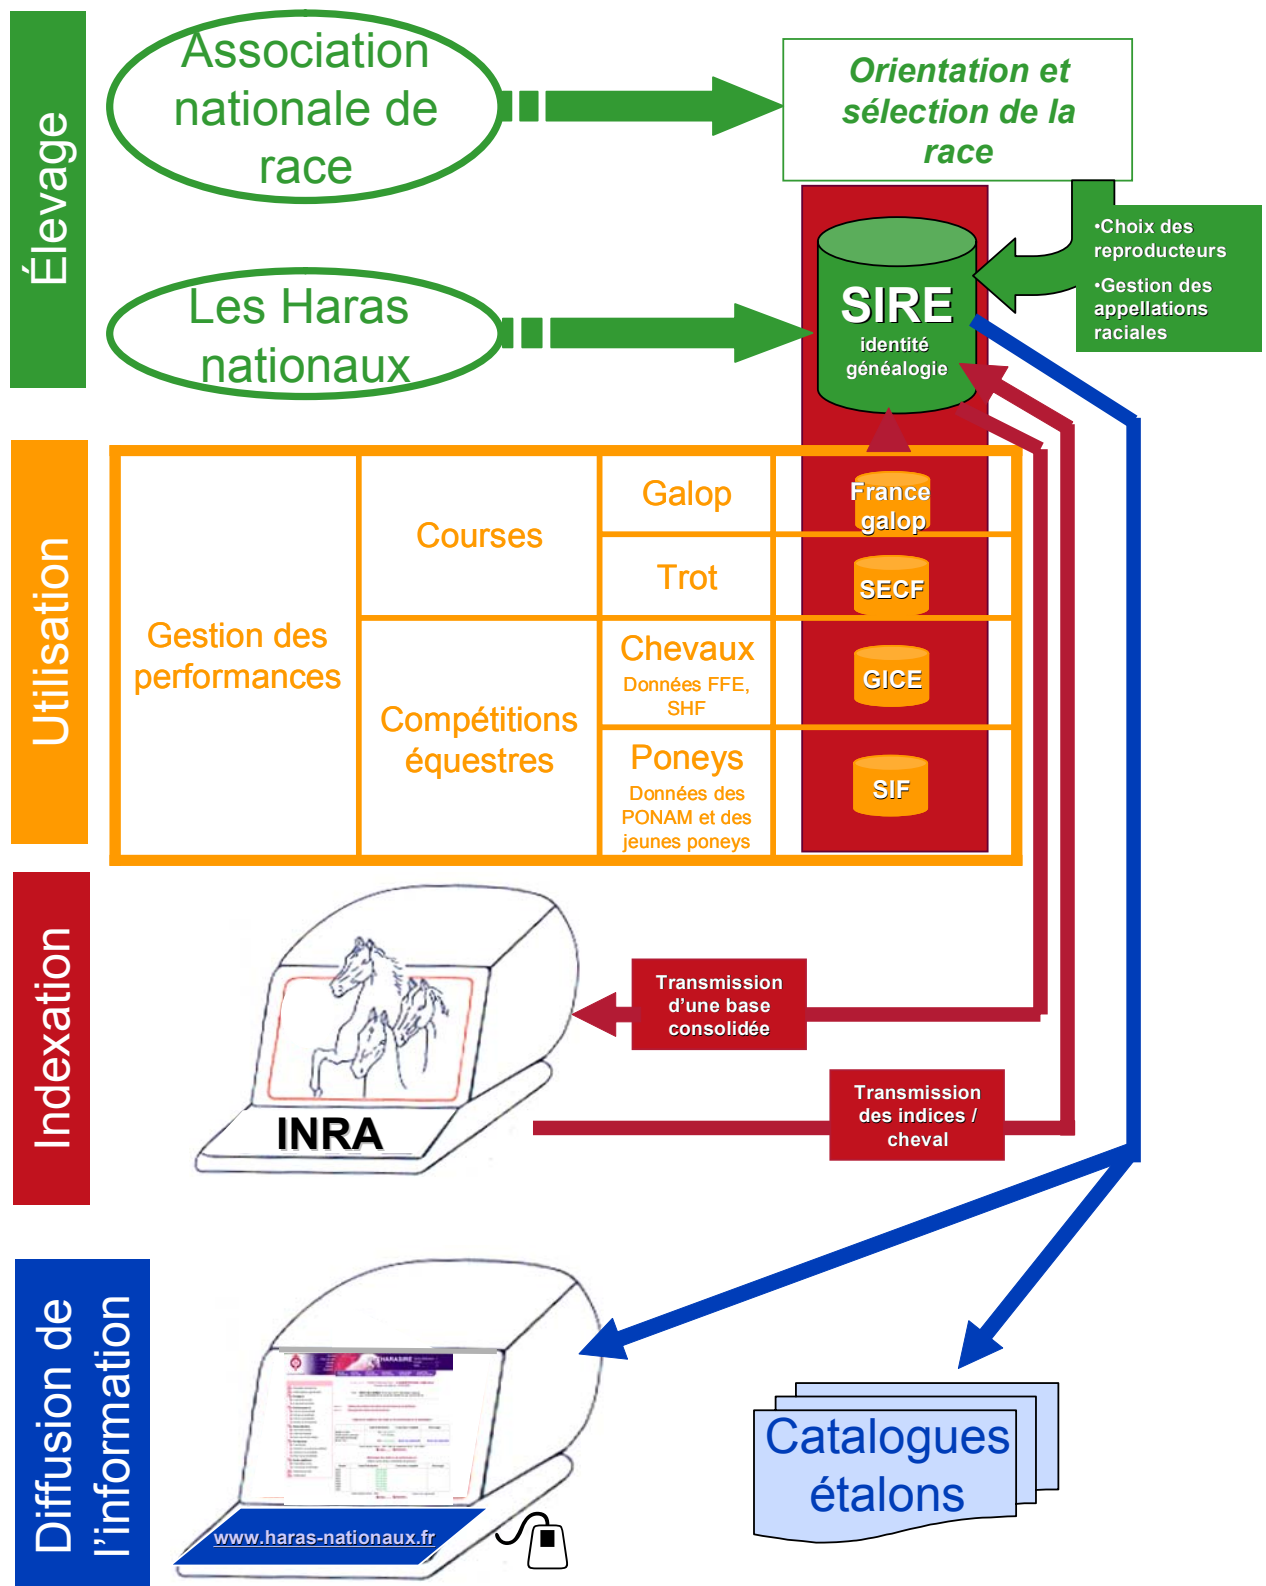 Élevage
Association
nationale de
race
Orientation et
sélection de la
race
•Choix des
reproducteurs
•Gestion des
appellations
raciales
Les Haras
nationaux
SIRE
identité
généalogie
Utilisation
Gestion des
performances
Courses
Galop
France
galop
Trot
SECF
Compétitions
équestres
Chevaux
Données FFE,
SHF
GICE
Poneys
Données des
PONAM et des
jeunes poneys
SIF
Indexation
INRA
Transmission
d'une base
consolidée
Transmission
des indices /
cheval
Diffusion de
l'information
HARASIRE
www.haras-nationaux.fr
Catalogues
étalons